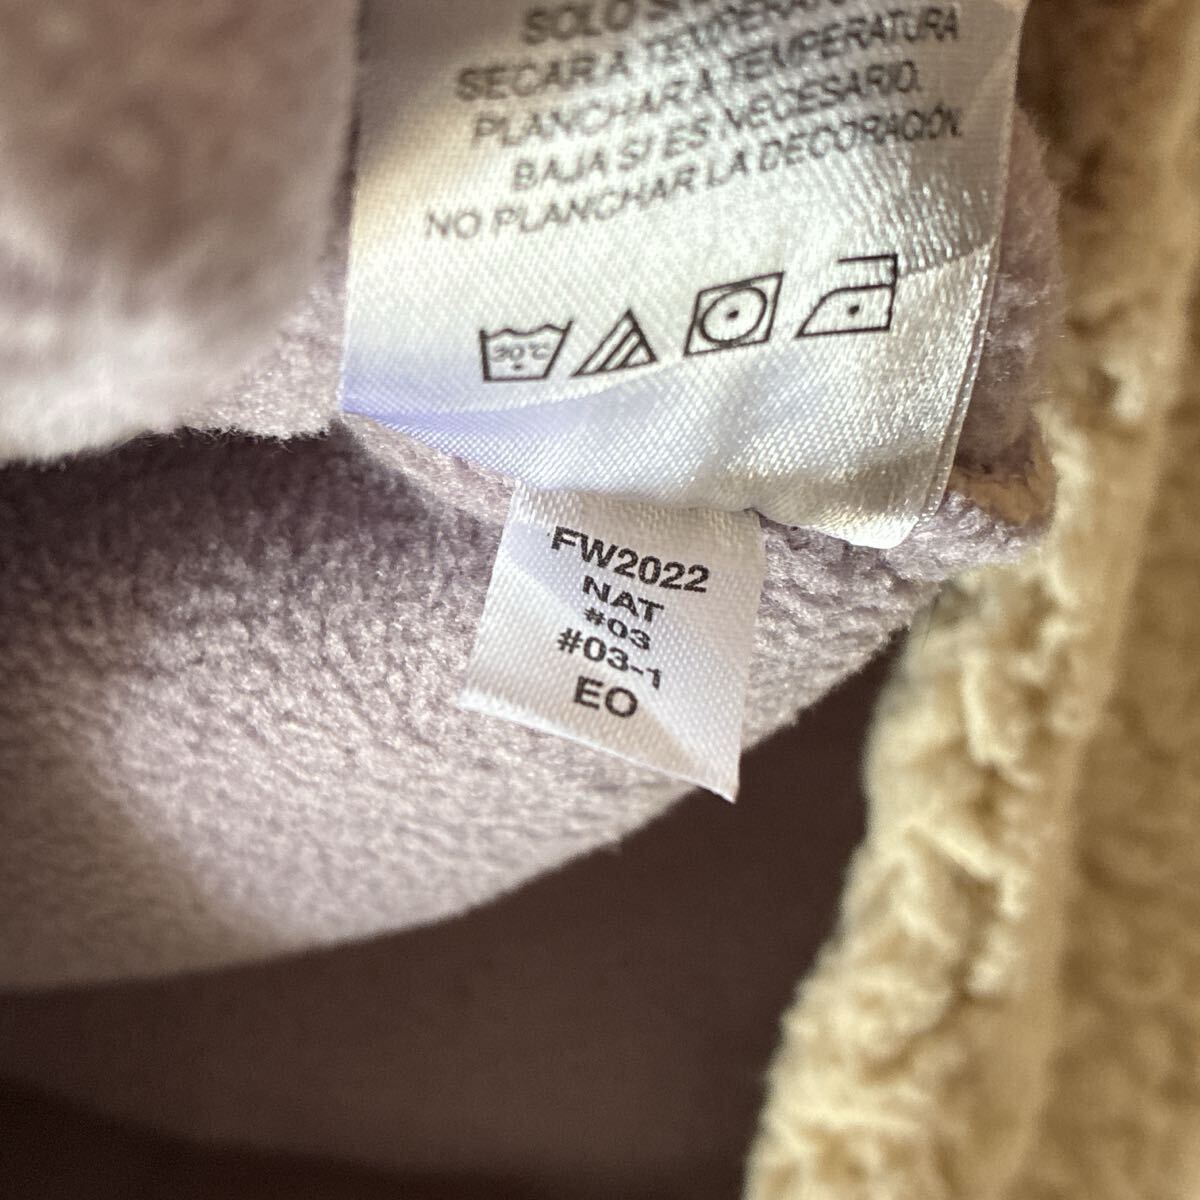 SOLO
SECAR A TEMPERATURA
PLANCHAR A TEMPERATURA
BAJA SI ES NECESARIO.
NO PLANCHAR LA DECORACIÓN.
30°C
FW2022
NAT
#03
#03-1
EO